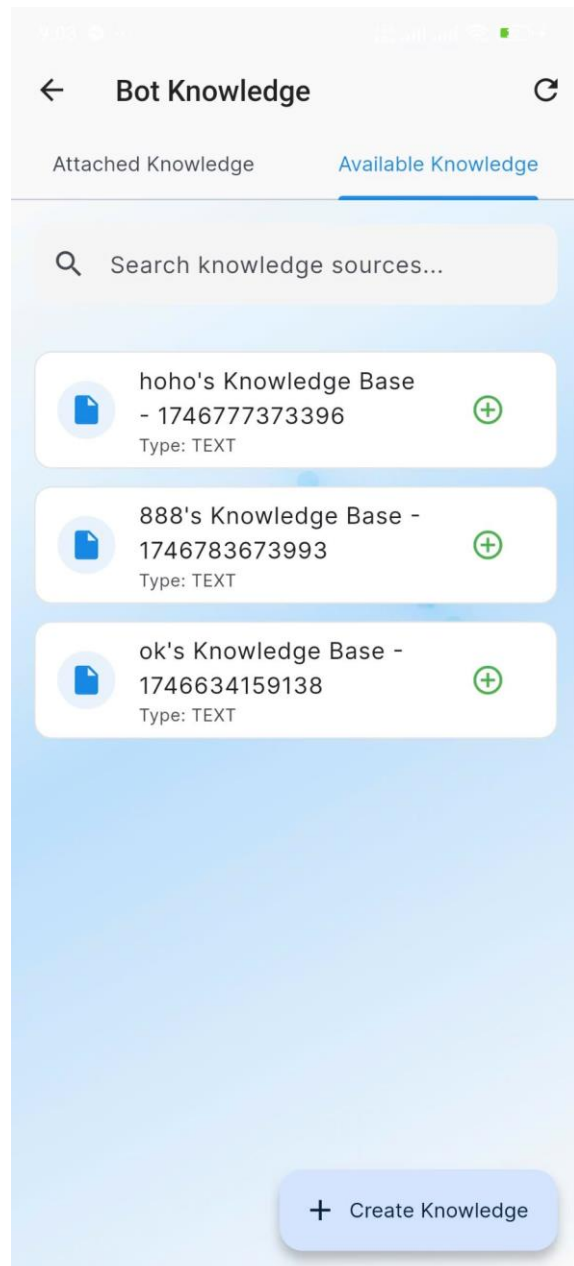 Bot Knowledge
Attached Knowledge
Available Knowledge
Search knowledge sources...
hoho's Knowledge Base
- 1746777373396
Type: TEXT
888's Knowledge Base -
1746783673993
Type: TEXT
ok's Knowledge Base -
1746634159138
Type: TEXT
+ Create Knowledge